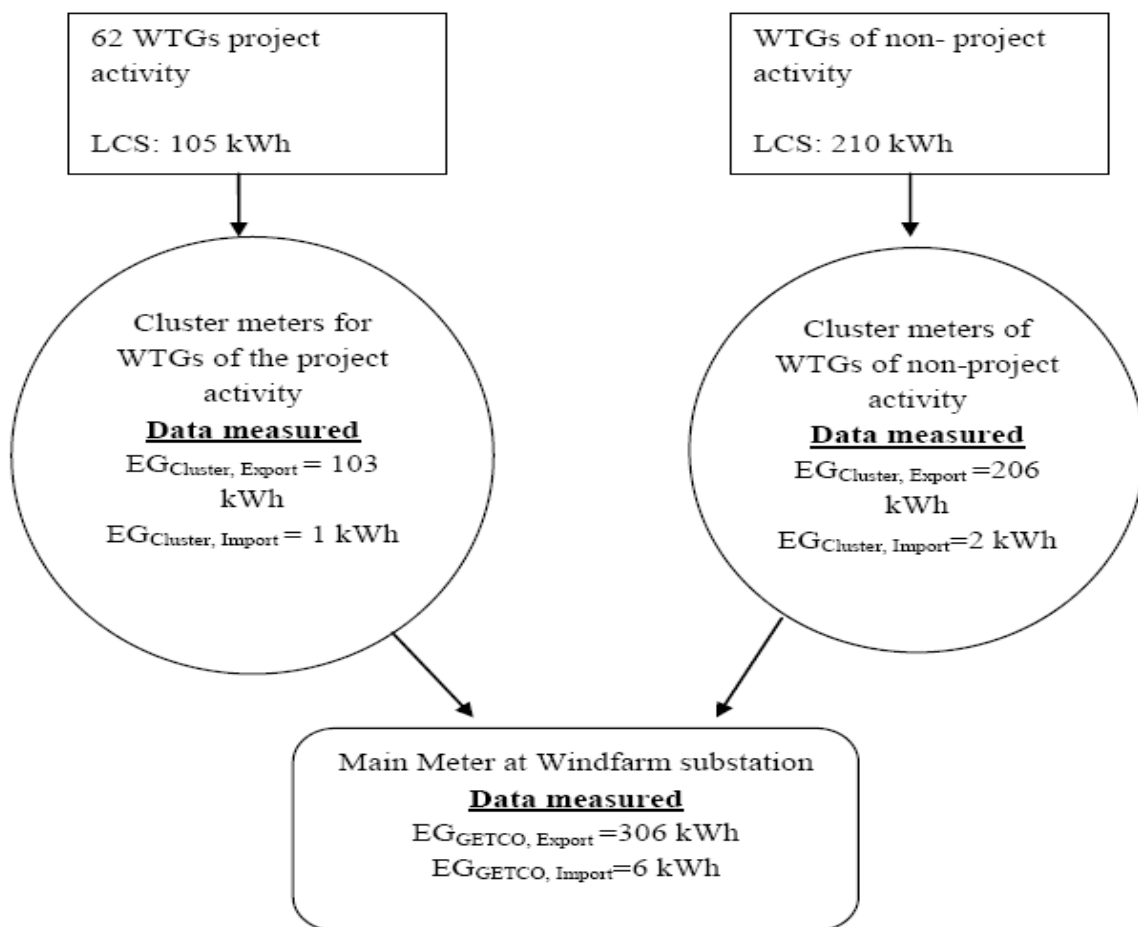 62 WTGs project
activity
LCS: 105 kWh
WTGs of non- project
activity
LCS: 210 kWh
Cluster meters for
WTGs of the project
activity
Data measured
EGCluster, Export = 103
kWh
EGCluster, Import = 1 kWh
Cluster meters of
WTGs of non-project
activity
Data measured
EGCluster, Export =206
kWh
EGCluster, Import=2 kWh
Main Meter at Windfarm substation
Data measured
EGGETCO, Export =306 kWh
EGGETCO, Import=6 kWh